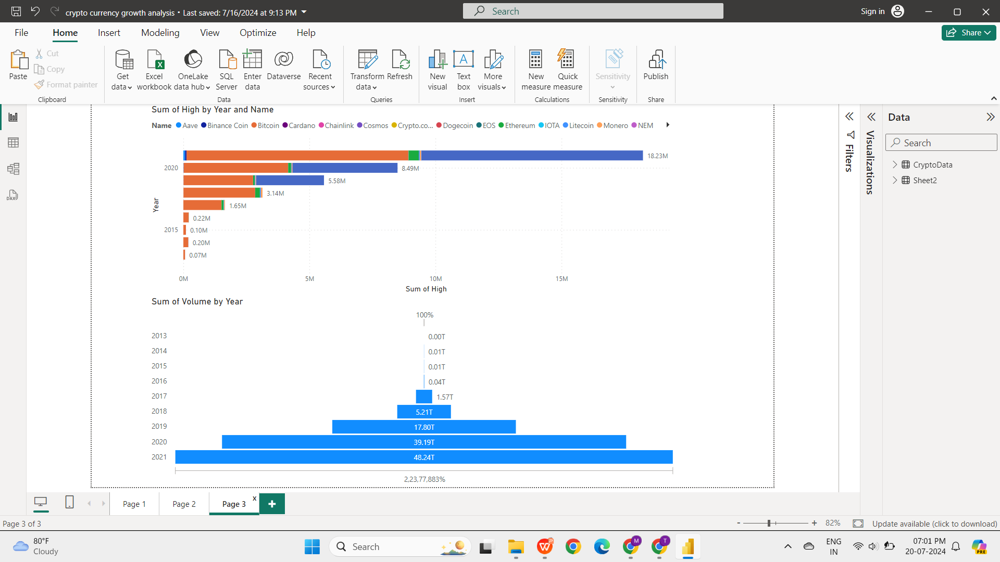 crypto currency growth analysis • Last saved: 7/16/2024 at 9:13 PM
Search
Sign in
File Home Insert Modeling View Optimize Help
Share
Paste
Cut
Copy
Format painter
Clipboard
Get data
Excel workbook
OneLake data hub
SQL Server
Enter data
Dataverse
Recent sources
Data
Transform data
Refresh
Queries
New visual
Text box
More visuals
Insert
New measure
Quick measure
Calculations
Sensitivity
Sensitivity
Publish
Share
DAX
Sum of High by Year and Name
Name Aave Binance Coin Bitcoin Cardano Chainlink Cosmos Crypto.co... Dogecoin EOS Ethereum IOTA Litecoin Monero NEM
18.23M
2020 8.49M
5.58M
3.14M
1.65M
0.22M
2015 0.10M
0.20M
0.07M
Year
0M 5M 10M 15M
Sum of High
Sum of Volume by Year
100%
2013 0.00T
2014 0.01T
2015 0.01T
2016 0.04T
2017 1.57T
2018 5.21T
2019 17.80T
2020 39.19T
2021 48.24T
2,23,77,883%
Filters
Visualizations
Data
Search
CryptoData
Sheet2
Page 1 Page 2 Page 3 x +
Page 3 of 3
- + 82%
Update available (click to download)
80°F
Cloudy
Search
M
T
ENG
IN
07:01 PM
20-07-2024
PRE